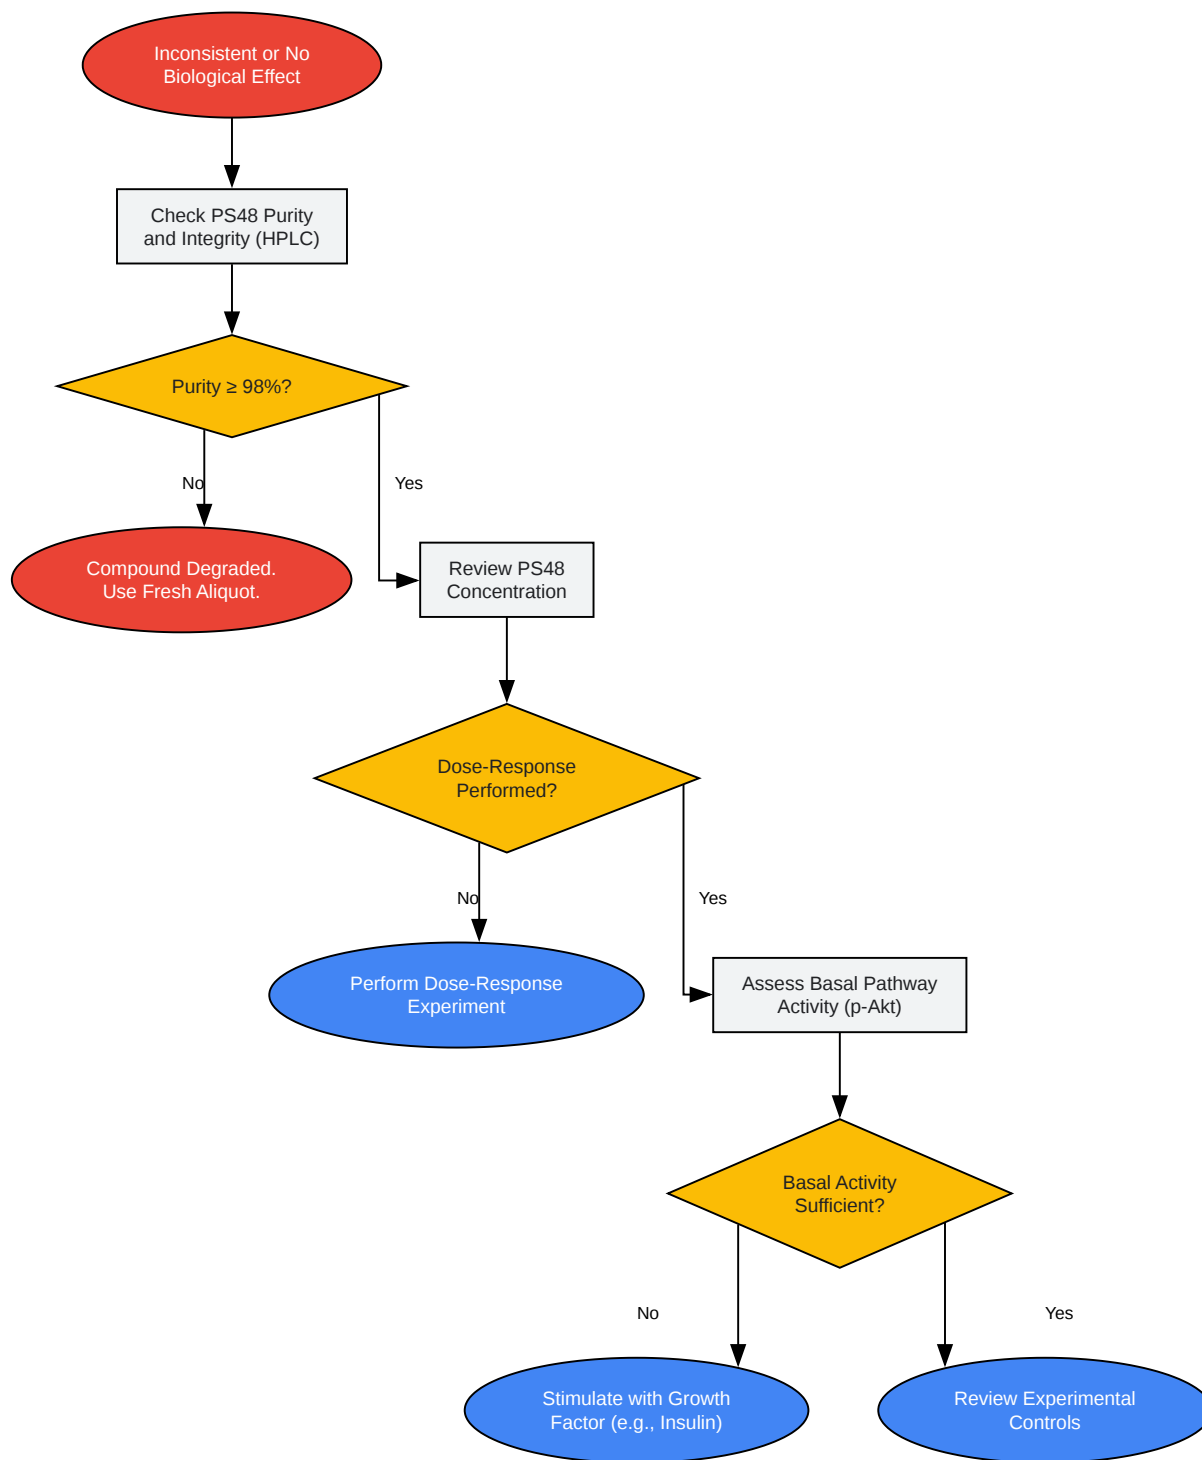 Inconsistent or No
Biological Effect
Check PS48 Purity
and Integrity (HPLC)
Purity ≥ 98%?
No
Yes
Compound Degraded.
Use Fresh Aliquot.
Review PS48
Concentration
Dose-Response
Performed?
No
Yes
Perform Dose-Response
Experiment
Assess Basal Pathway
Activity (p-Akt)
Basal Activity
Sufficient?
No
Yes
Stimulate with Growth
Factor (e.g., Insulin)
Review Experimental
Controls